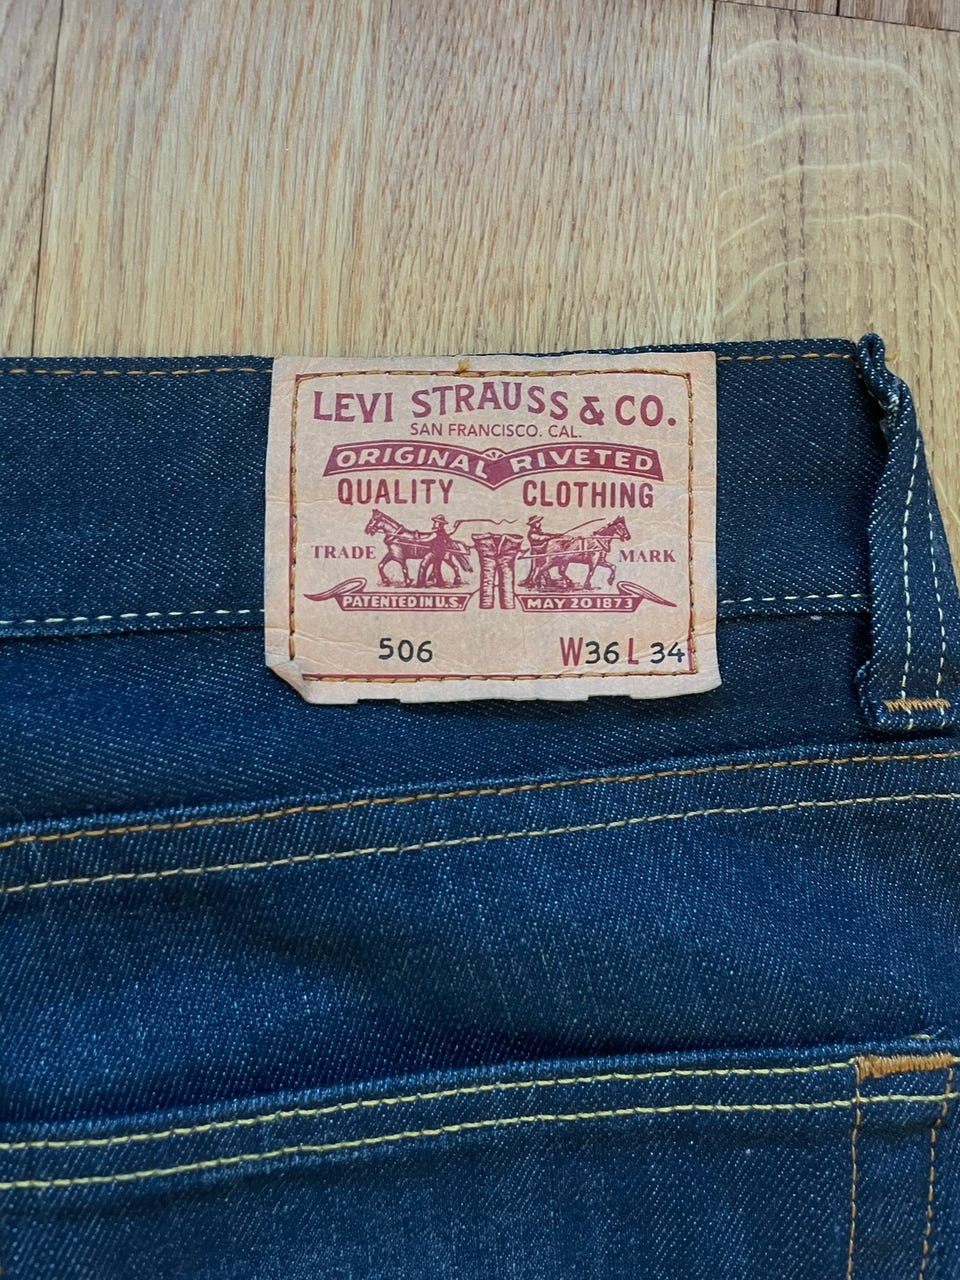 LEVI STRAUSS & CO.
SAN FRANCISCO. CAL.
ORIGINAL RIVETED
QUALITY CLOTHING
TRADE MARK
PATENTED IN U.S. MAY 20 1873
506 W36 L 34